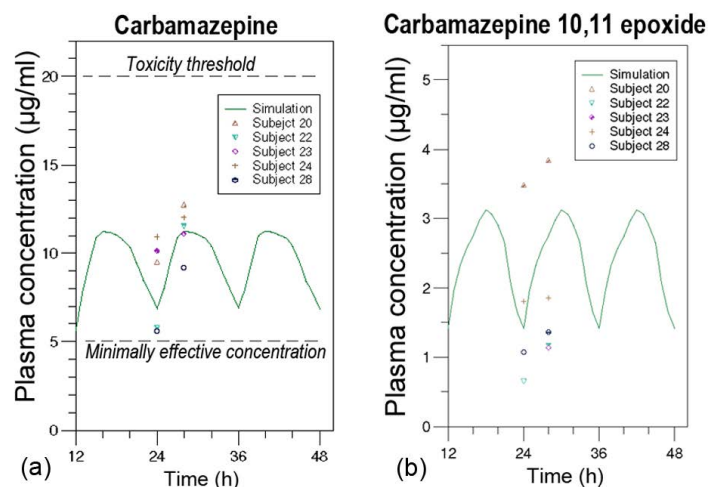 Carbamazepine
Plasma concentration (µg/ml)
20
15
10
5
0
Toxicity threshold
Simulation
Subejct 20
Subject 22
Subject 23
Subject 24
Subject 28
Minimally effective concentration
12 24 36 48
Time (h)
(a)
Carbamazepine 10,11 epoxide
Plasma concentration (µg/ml)
5
4
3
2
1
0
Simulation
Subject 20
Subject 22
Subject 23
Subject 24
Subject 28
12 24 36 48
Time (h)
(b)